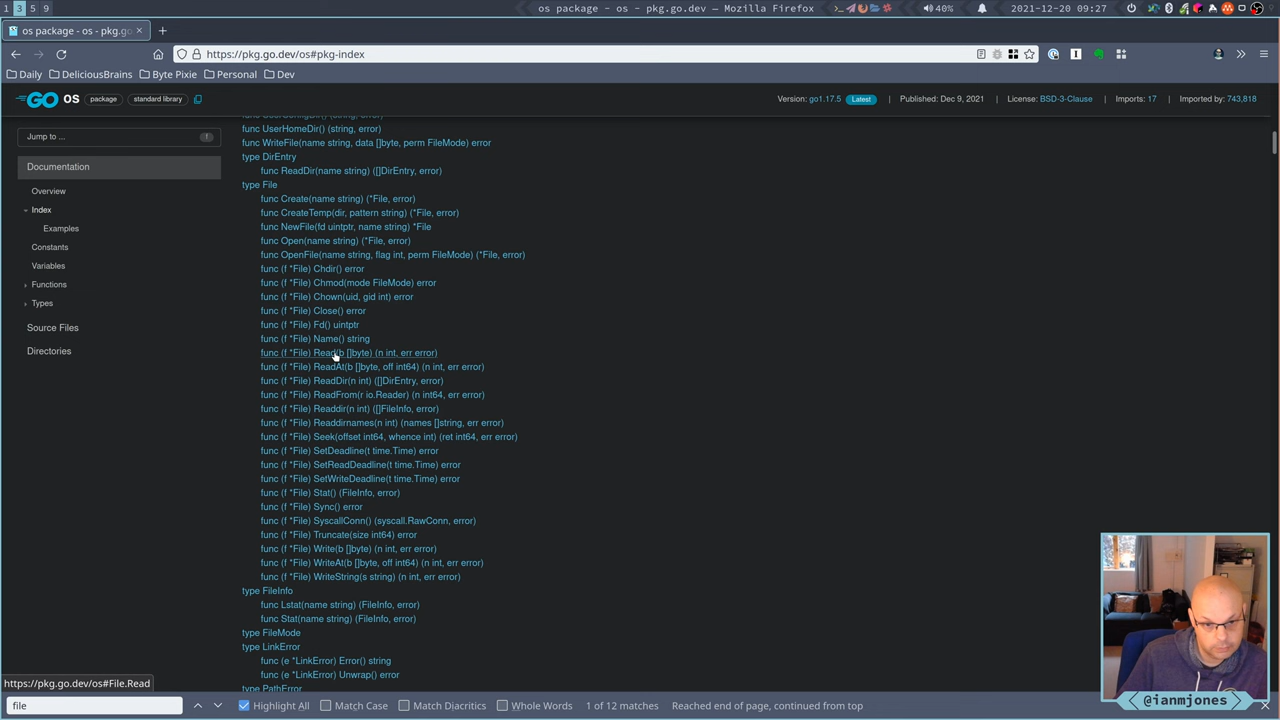 1 3 5 9
os package - os - pkg.go.dev - Mozilla Firefox
40%
2021-12-20 09:27
os package - os - pkg.go
https://pkg.go.dev/os#pkg-index
Daily
DeliciousBrains
Byte Pixie
Personal
Dev
GO os package standard library
Version: go1.17.5 Latest | Published: Dec 9, 2021 | License: BSD-3-Clause | Imports: 17 | Imported by: 743,818
Jump to ... f
Documentation
Overview
Index
Examples
Constants
Variables
Functions
Types
Source Files
Directories
func UserConfigDir() (string, error)
func UserHomeDir() (string, error)
func WriteFile(name string, data []byte, perm FileMode) error
type DirEntry
func ReadDir(name string) ([]DirEntry, error)
type File
func Create(name string) (*File, error)
func CreateTemp(dir, pattern string) (*File, error)
func NewFile(fd uintptr, name string) *File
func Open(name string) (*File, error)
func OpenFile(name string, flag int, perm FileMode) (*File, error)
func (f *File) Chdir() error
func (f *File) Chmod(mode FileMode) error
func (f *File) Chown(uid, gid int) error
func (f *File) Close() error
func (f *File) Fd() uintptr
func (f *File) Name() string
func (f *File) Read(b []byte) (n int, err error)
func (f *File) ReadAt(b []byte, off int64) (n int, err error)
func (f *File) ReadDir(n int) ([]DirEntry, error)
func (f *File) ReadFrom(r io.Reader) (n int64, err error)
func (f *File) Readdir(n int) ([]FileInfo, error)
func (f *File) Readdirnames(n int) (names []string, err error)
func (f *File) Seek(offset int64, whence int) (ret int64, err error)
func (f *File) SetDeadline(t time.Time) error
func (f *File) SetReadDeadline(t time.Time) error
func (f *File) SetWriteDeadline(t time.Time) error
func (f *File) Stat() (FileInfo, error)
func (f *File) Sync() error
func (f *File) SyscallConn() (syscall.RawConn, error)
func (f *File) Truncate(size int64) error
func (f *File) Write(b []byte) (n int, err error)
func (f *File) WriteAt(b []byte, off int64) (n int, err error)
func (f *File) WriteString(s string) (n int, err error)
type FileInfo
func Lstat(name string) (FileInfo, error)
func Stat(name string) (FileInfo, error)
type FileMode
type LinkError
func (e *LinkError) Error() string
func (e *LinkError) Unwrap() error
type PathError
https://pkg.go.dev/os#File.Read
@ianmjones
file
Highlight All
Match Case
Match Diacritics
Whole Words
1 of 12 matches
Reached end of page, continued from top